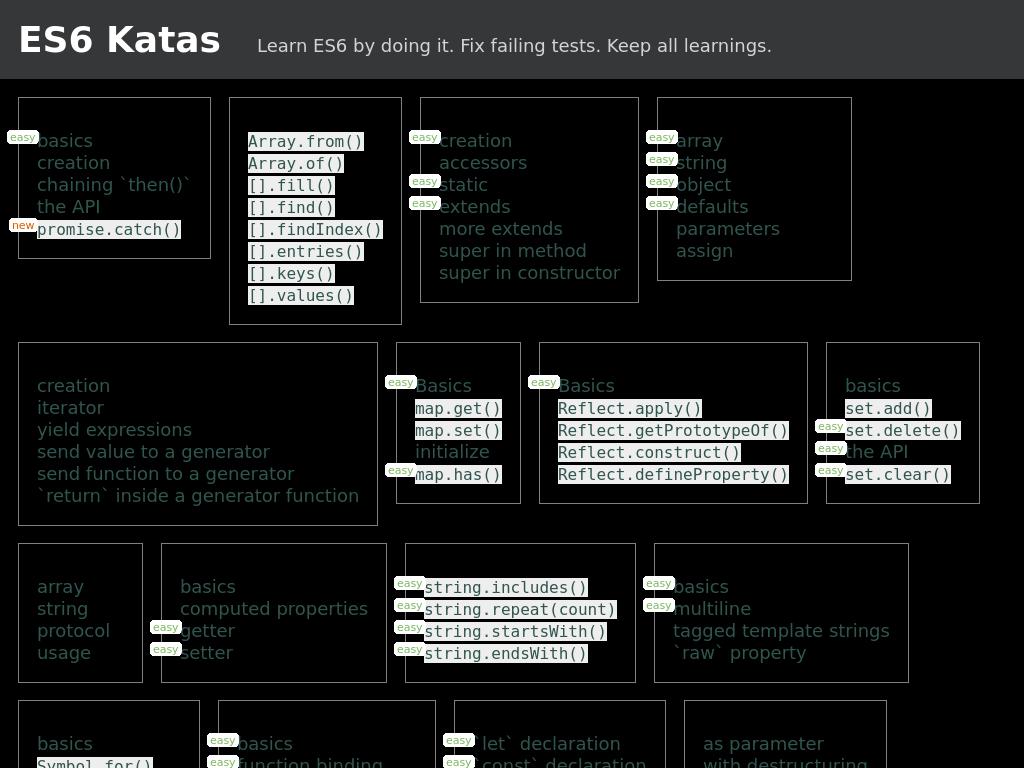 ES6 Katas
Learn ES6 by doing it. Fix failing tests. Keep all learnings.
easy basics
creation
chaining `then()`
the API
new promise.catch()
Array.from()
Array.of()
[].fill()
[].find()
[].findIndex()
[].entries()
[].keys()
[].values()
easy creation
accessors
easy static
easy extends
more extends
super in method
super in constructor
easy array
easy string
easy object
easy defaults
parameters
assign
creation
iterator
yield expressions
send value to a generator
send function to a generator
`return` inside a generator function
easy Basics
map.get()
map.set()
initialize
easy map.has()
easy Basics
Reflect.apply()
Reflect.getPrototypeOf()
Reflect.construct()
Reflect.defineProperty()
basics
set.add()
easy set.delete()
easy the API
easy set.clear()
array
string
protocol
usage
basics
computed properties
easy getter
easy setter
easy string.includes()
easy string.repeat(count)
easy string.startsWith()
easy string.endsWith()
easy basics
easy multiline
tagged template strings
`raw` property
basics
Symbol.for()
easy basics
easy function binding
easy `let` declaration
easy `const` declaration
as parameter
with destructuring